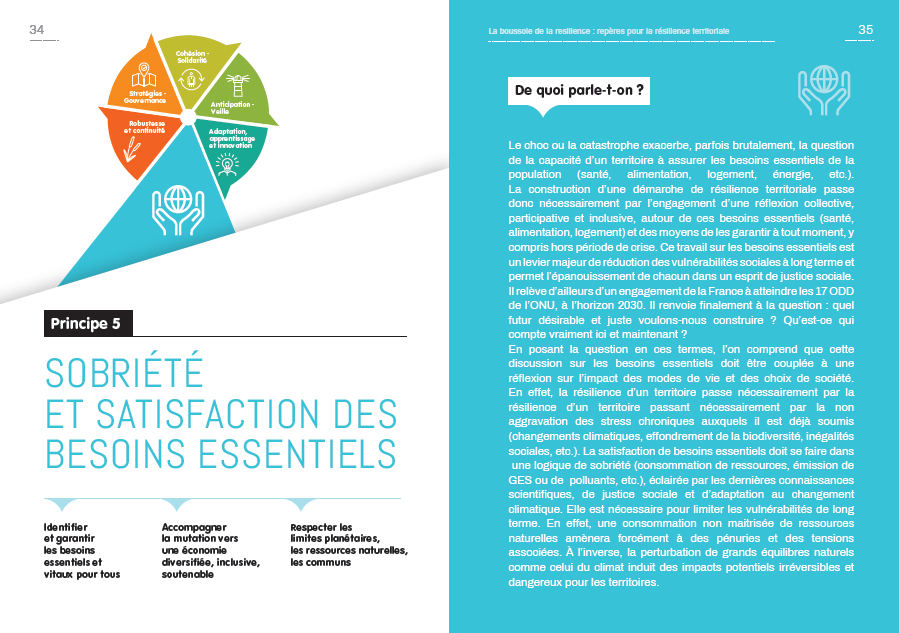 34
Cohésion -
Solidarité
Stratégies -
Gouvernance
Anticipation -
Veille
Robustesse
et continuité
Adaptation,
apprentissage
et innovation
Principe 5
SOBRIÉTÉ
ET SATISFACTION DES
BESOINS ESSENTIELS
Identifier
et garantir
les besoins
essentiels et
vitaux pour tous
Accompagner
la mutation vers
une économie
diversifiée, inclusive,
soutenable
Respecter les
limites planétaires,
les ressources naturelles,
les communs
La boussole de la resilience : repères pour la résilience territoriale
35
De quoi parle-t-on ?
Le choc ou la catastrophe exacerbe, parfois brutalement, la question
de la capacité d'un territoire à assurer les besoins essentiels de la
population (santé, alimentation, logement, énergie, etc.).
La construction d'une démarche de résilience territoriale passe
donc nécessairement par l'engagement d'une réflexion collective,
participative et inclusive, autour de ces besoins essentiels (santé,
alimentation, logement) et des moyens de les garantir à tout moment, y
compris hors période de crise. Ce travail sur les besoins essentiels est
un levier majeur de réduction des vulnérabilités sociales à long terme et
permet l'épanouissement de chacun dans un esprit de justice sociale.
Il relève d'ailleurs d'un engagement de la France à atteindre les 17 ODD
de l'ONU, à l'horizon 2030. Il renvoie finalement à la question : quel
futur désirable et juste voulons-nous construire ? Qu'est-ce qui
compte vraiment ici et maintenant ?
En posant la question en ces termes, l'on comprend que cette
discussion sur les besoins essentiels doit être couplée à une
réflexion sur l'impact des modes de vie et des choix de société.
En effet, la résilience d'un territoire passe nécessairement par la
résilience d'un territoire passant nécessairement par la non
aggravation des stress chroniques auxquels il est déjà soumis
(changements climatiques, effondrement de la biodiversité, inégalités
sociales, etc.). La satisfaction de besoins essentiels doit se faire dans
une logique de sobriété (consommation de ressources, émission de
GES ou de polluants, etc.), éclairée par les dernières connaissances
scientifiques, de justice sociale et d'adaptation au changement
climatique. Elle est nécessaire pour limiter les vulnérabilités de long
terme. En effet, une consommation non maitrisée de ressources
naturelles amènera forcément à des pénuries et des tensions
associées. À l'inverse, la perturbation de grands équilibres naturels
comme celui du climat induit des impacts potentiels irréversibles et
dangereux pour les territoires.